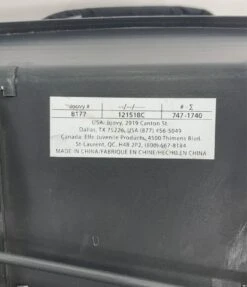 Joovy # --/--/---- # - Σ
8177 121518C 747-1740
USA: Joovy, 2919 Canton St.
Dallas, TX 75226, USA (877) 456-5049
Canada: Elfe Juvenile Products, 4580 Thimens Blvd.
St-Laurent, QC, H4R 2P2, (800) 667-8184
MADE IN CHINA/FABRIQUÉ EN CHINE/HECHO EN CHINA